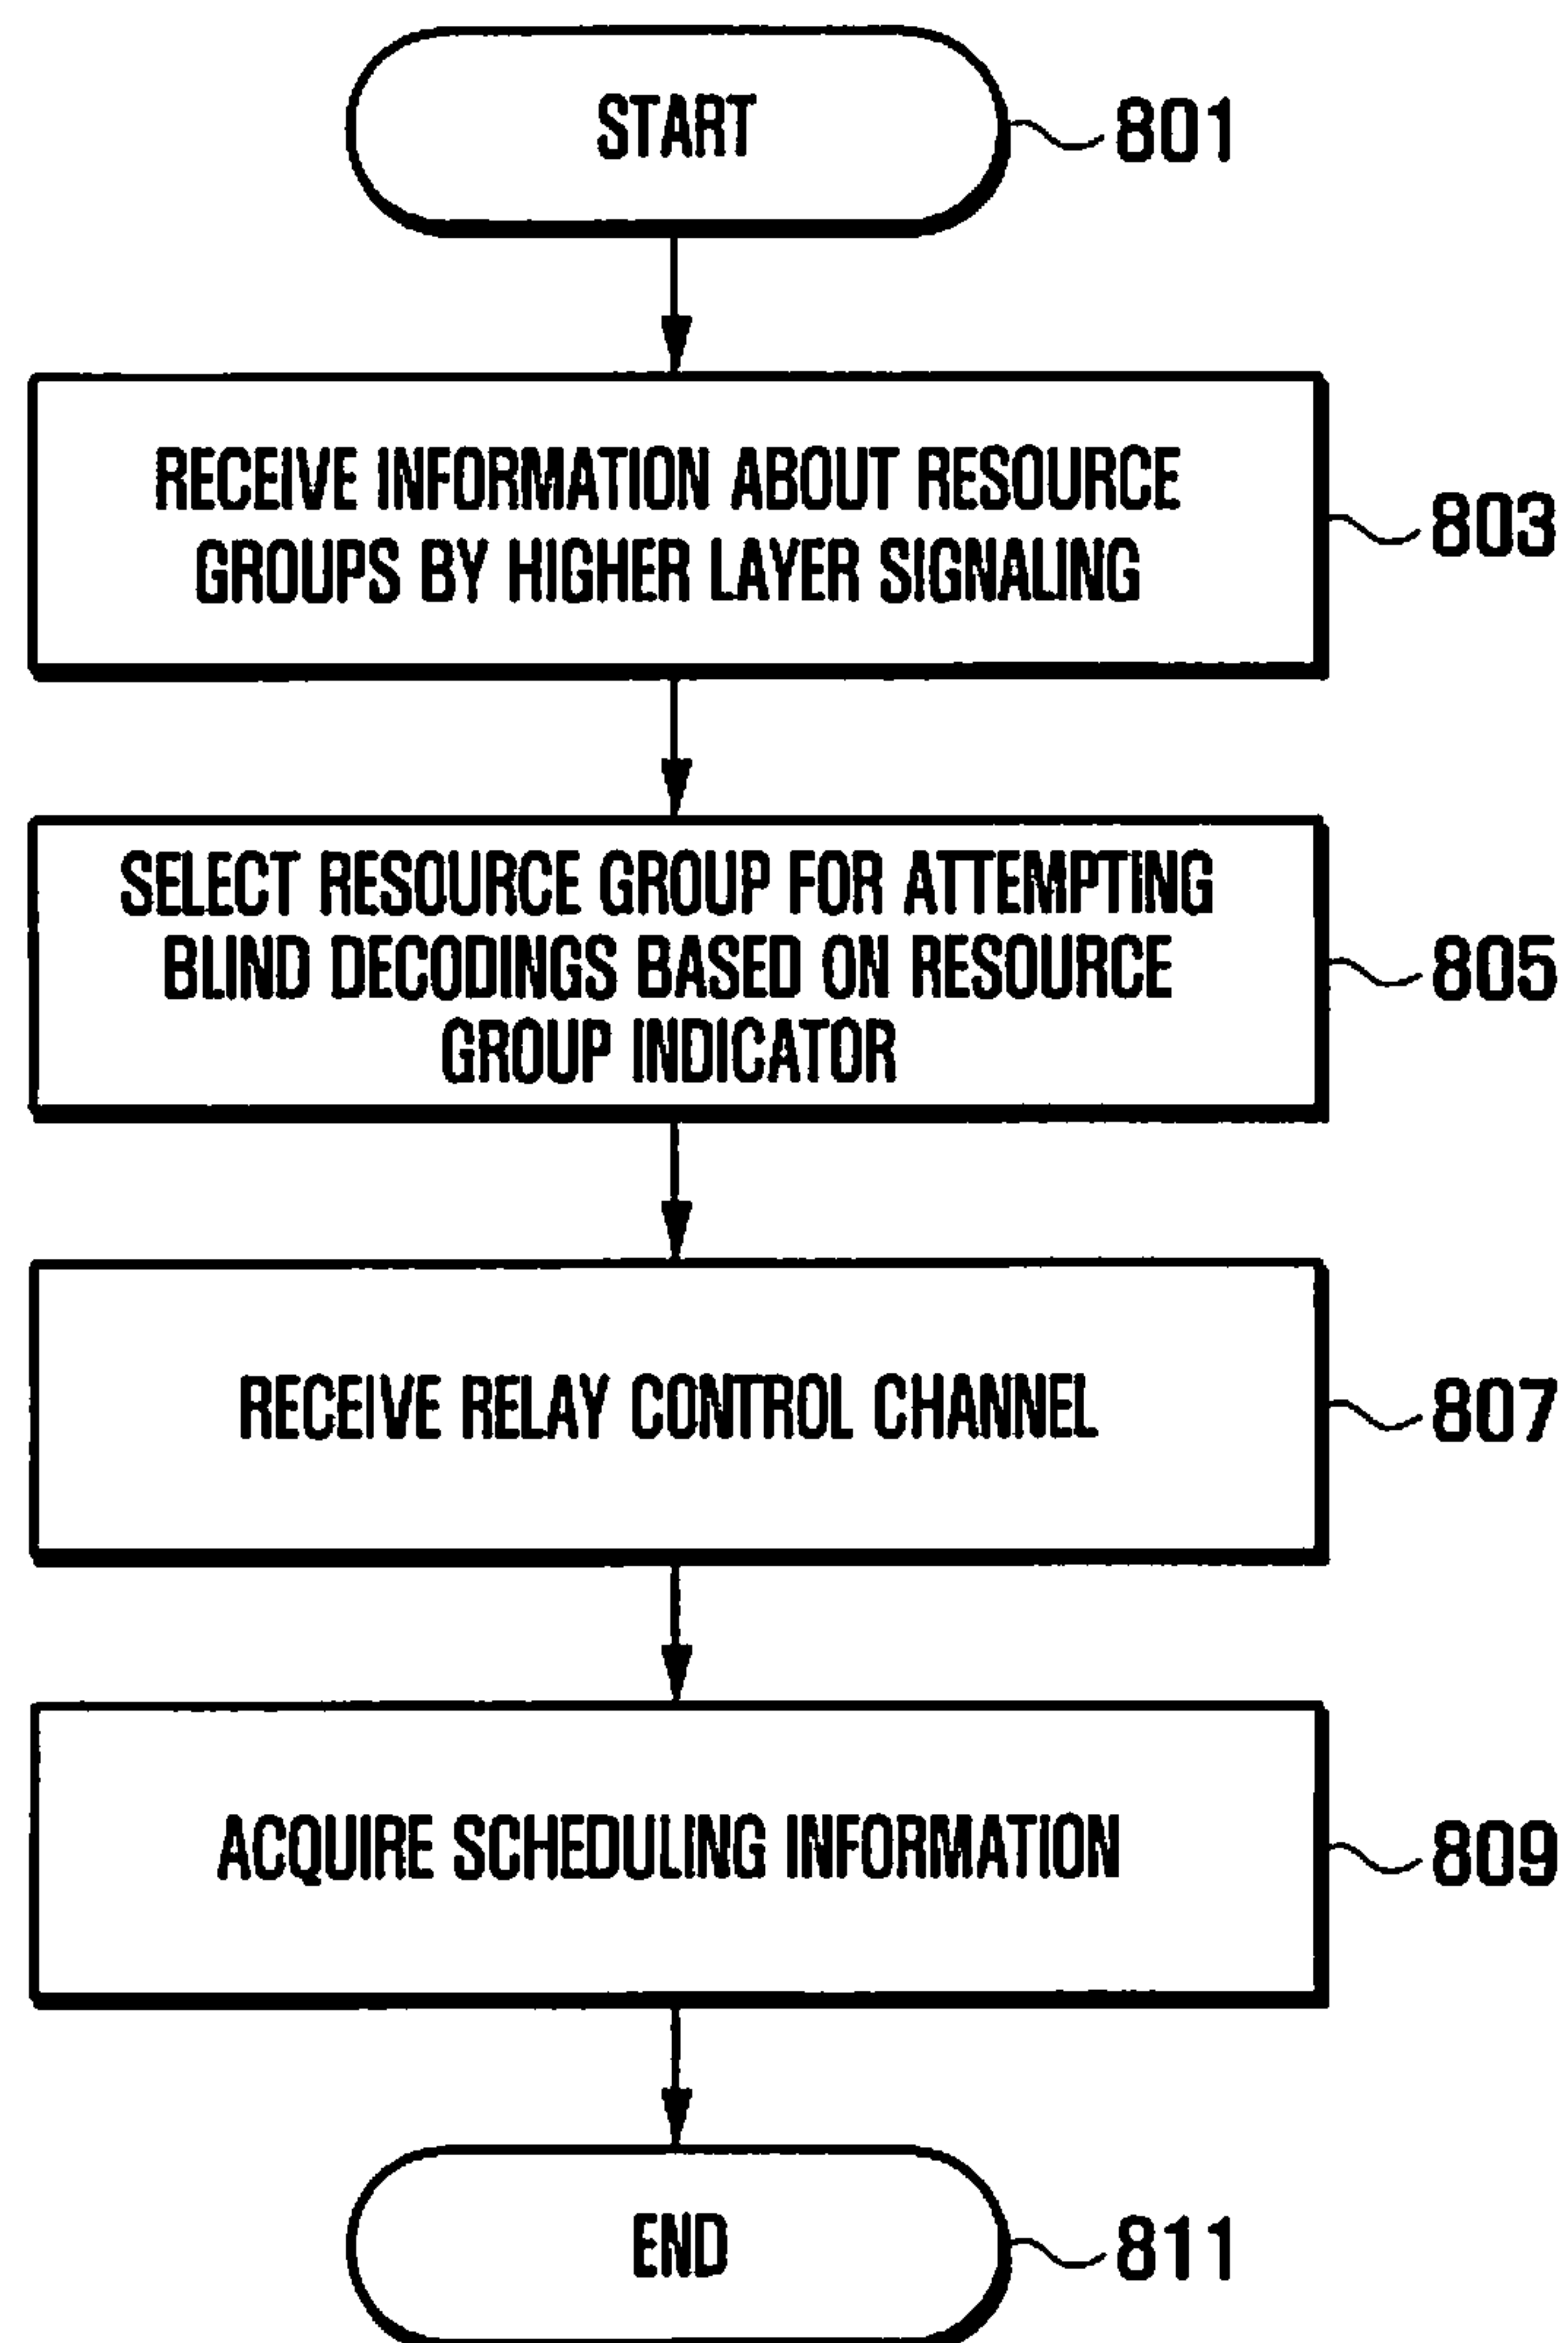 START
801
RECEIVE INFORMATION ABOUT RESOURCE
GROUPS BY HIGHER LAYER SIGNALING
803
SELECT RESOURCE GROUP FOR ATTEMPTING
BLIND DECODINGS BASED ON RESOURCE
GROUP INDICATOR
805
RECEIVE RELAY CONTROL CHANNEL
807
ACQUIRE SCHEDULING INFORMATION
809
END
811